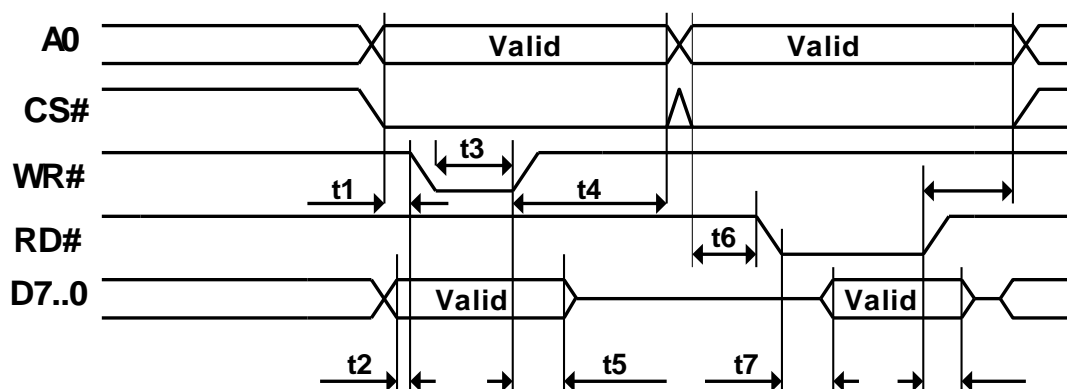 A0 Valid Valid
CS#
t3
WR#
t1 t4
RD# t6
D7..0 Valid Valid
t2 t5 t7